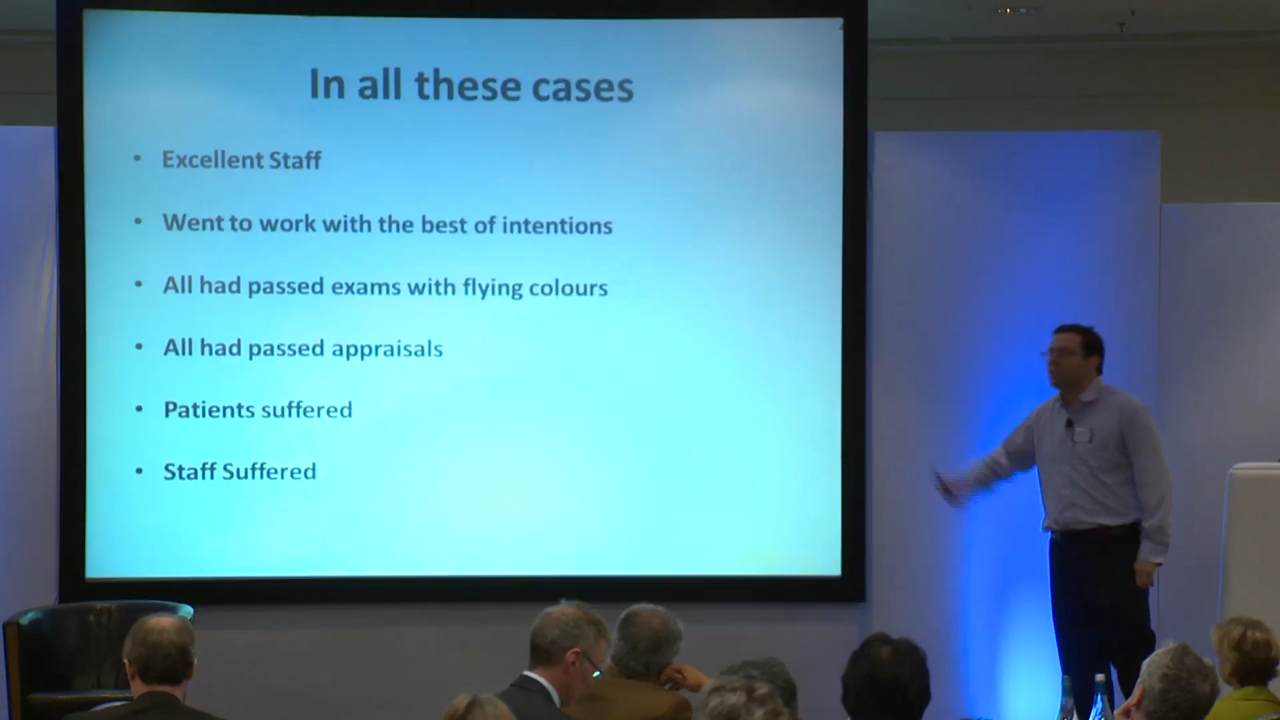 In all these cases
• Excellent Staff
• Went to work with the best of intentions
• All had passed exams with flying colours
• All had passed appraisals
• Patients suffered
• Staff Suffered